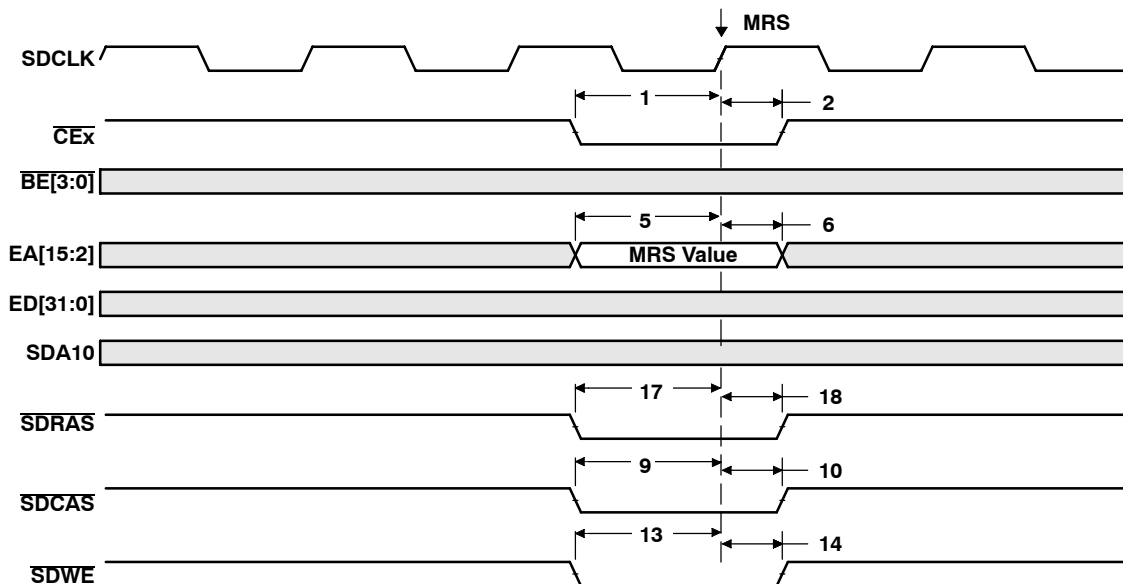 MRS
SDCLK
1 2
CEx
BE[3:0]
5 6
EA[15:2] MRS Value
ED[31:0]
SDA10
17 18
SDRAS
9 10
SDCAS
13 14
SDWE